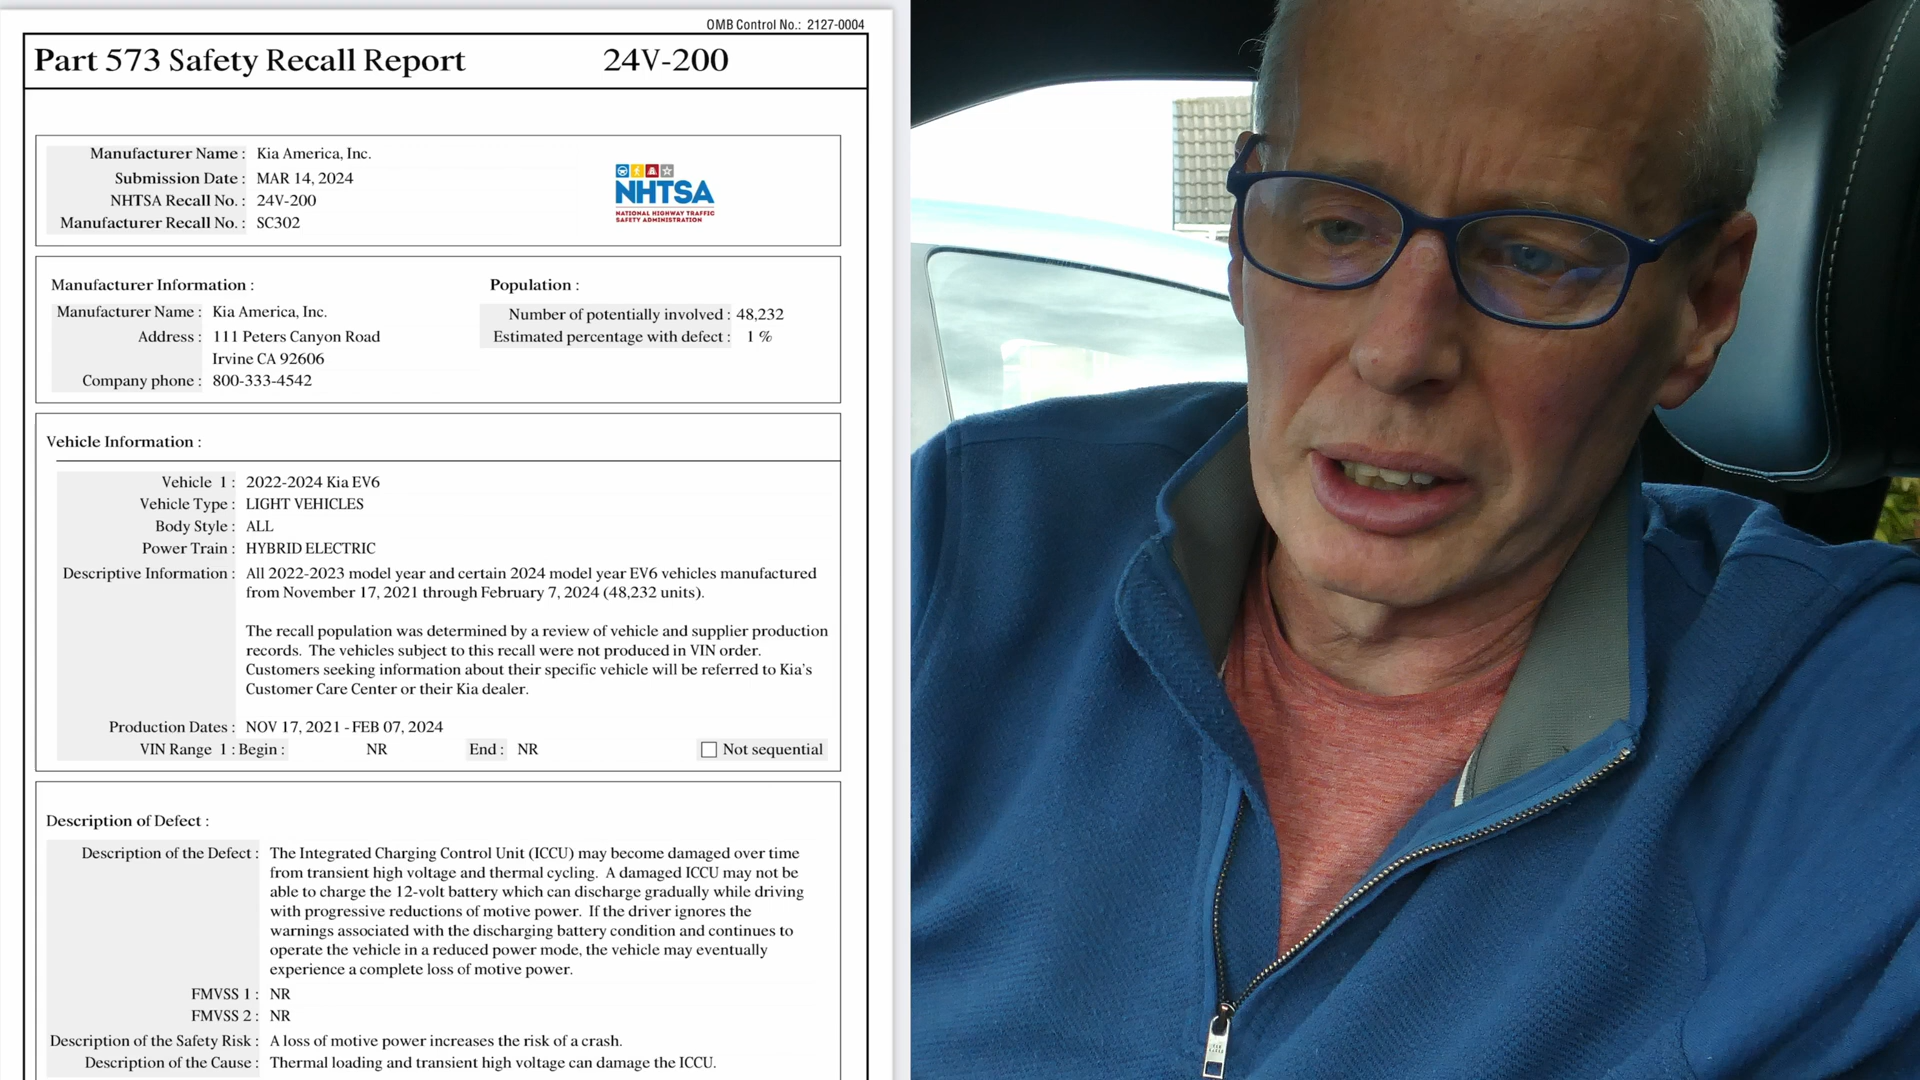 OMB Control No.: 2127-0004
Part 573 Safety Recall Report 24V-200
Manufacturer Name : Kia America, Inc.
Submission Date : MAR 14, 2024
NHTSA Recall No. : 24V-200
Manufacturer Recall No. : SC302
NHTSA
NATIONAL HIGHWAY TRAFFIC
SAFETY ADMINISTRATION
Manufacturer Information :
Manufacturer Name : Kia America, Inc.
Address : 111 Peters Canyon Road
Irvine CA 92606
Company phone : 800-333-4542
Population :
Number of potentially involved : 48,232
Estimated percentage with defect : 1 %
Vehicle Information :
Vehicle 1 : 2022-2024 Kia EV6
Vehicle Type : LIGHT VEHICLES
Body Style : ALL
Power Train : HYBRID ELECTRIC
Descriptive Information : All 2022-2023 model year and certain 2024 model year EV6 vehicles manufactured
from November 17, 2021 through February 7, 2024 (48,232 units).
The recall population was determined by a review of vehicle and supplier production
records. The vehicles subject to this recall were not produced in VIN order.
Customers seeking information about their specific vehicle will be referred to Kia's
Customer Care Center or their Kia dealer.
Production Dates : NOV 17, 2021 - FEB 07, 2024
VIN Range 1 : Begin : NR End : NR Not sequential
Description of Defect :
Description of the Defect : The Integrated Charging Control Unit (ICCU) may become damaged over time
from transient high voltage and thermal cycling. A damaged ICCU may not be
able to charge the 12-volt battery which can discharge gradually while driving
with progressive reductions of motive power. If the driver ignores the
warnings associated with the discharging battery condition and continues to
operate the vehicle in a reduced power mode, the vehicle may eventually
experience a complete loss of motive power.
FMVSS 1 : NR
FMVSS 2 : NR
Description of the Safety Risk : A loss of motive power increases the risk of a crash.
Description of the Cause : Thermal loading and transient high voltage can damage the ICCU.